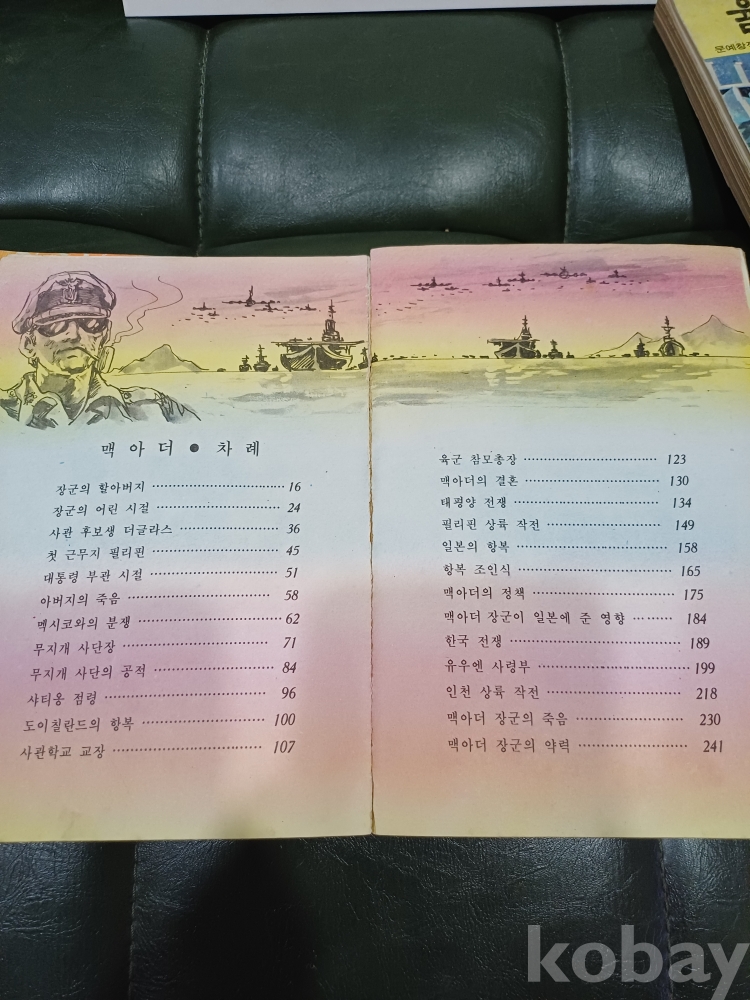 문예창
맥아더 ● 차례
장군의 할아버지 ……………………… 16
장군의 어린 시절 ……………………… 24
사관 후보생 더글라스 ……………………… 36
첫 근무지 필리핀 ……………………… 45
대통령 부관 시절 ……………………… 51
아버지의 죽음 ……………………… 58
멕시코와의 분쟁 ……………………… 62
무지개 사단장 ……………………… 71
무지개 사단의 공적 ……………………… 84
샤티옹 점령 ……………………… 96
도이칠란드의 항복 ……………………… 100
사관학교 교장 ……………………… 107
육군 참모총장 ……………………… 123
맥아더의 결혼 ……………………… 130
태평양 전쟁 ……………………… 134
필리핀 상륙 작전 ……………………… 149
일본의 항복 ……………………… 158
항복 조인식 ……………………… 165
맥아더의 정책 ……………………… 175
맥아더 장군이 일본에 준 영향 ……… 184
한국 전쟁 ……………………… 189
유우엔 사령부 ……………………… 199
인천 상륙 작전 ……………………… 218
맥아더 장군의 죽음 ……………………… 230
맥아더 장군의 약력 ……………………… 241
kobay